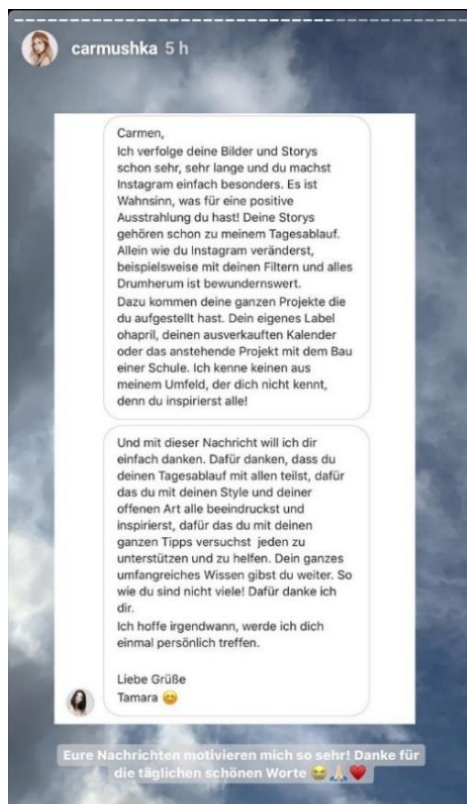 carmushka 5 h
Carmen,
Ich verfolge deine Bilder und Storys
schon sehr, sehr lange und du machst
Instagram einfach besonders. Es ist
Wahnsinn, was für eine positive
Ausstrahlung du hast! Deine Storys
gehören schon zu meinem Tagesablauf.
Allein wie du Instagram veränderst,
beispielsweise mit deinen Filtern und alles
Drumherum ist bewundernswert.
Dazu kommen deine ganzen Projekte die
du aufgestellt hast. Dein eigenes Label
ohapril, deinen ausverkauften Kalender
oder das anstehende Projekt mit dem Bau
einer Schule. Ich kenne keinen aus
meinem Umfeld, der dich nicht kennt,
denn du inspirierst alle!
Und mit dieser Nachricht will ich dir
einfach danken. Dafür danken, dass du
deinen Tagesablauf mit allen teilst, dafür
das du mit deinen Style und deiner
offenen Art alle beeindruckst und
inspirierst, dafür das du mit deinen
ganzen Tipps versuchst jeden zu
unterstützen und zu helfen. Dein ganzes
umfangreiches Wissen gibst du weiter. So
wie du sind nicht viele! Dafür danke ich
dir.
Ich hoffe irgendwann, werde ich dich
einmal persönlich treffen.
Liebe Grüße
Tamara 😊
Eure Nachrichten motivieren mich so sehr! Danke für
die täglichen schönen Worte 😭🙏🏼❤️